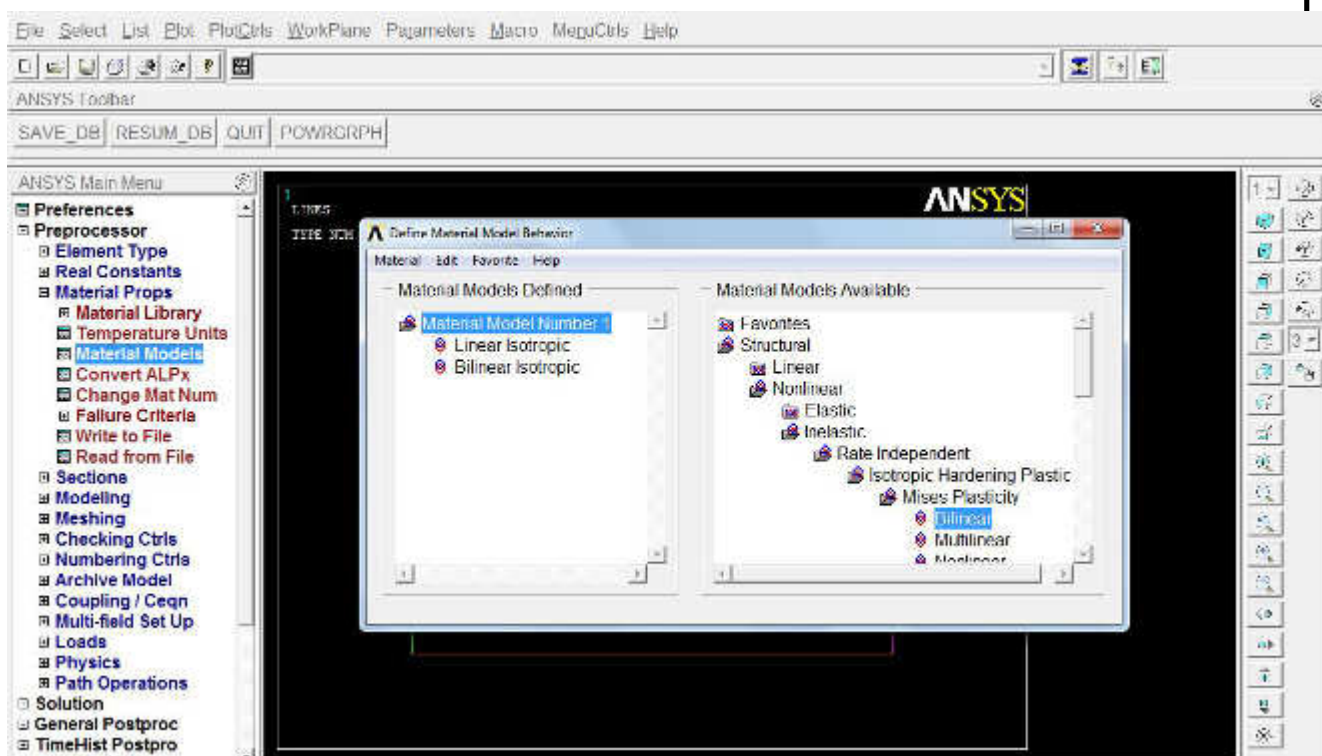 File Select List Plot PlotCtrls WorkPlane Parameters Macro MenuCtrls Help
ANSYS Toolbar
SAVE_DB RESUM_DB QUIT POWRGRPH
ANSYS Main Menu
Preferences
Preprocessor
Element Type
Real Constants
Material Props
Material Library
Temperature Units
Material Models
Convert ALPx
Change Mat Num
Failure Criteria
Write to File
Read from File
Sections
Modeling
Meshing
Checking Ctrls
Numbering Ctrls
Archive Model
Coupling / Ceqn
Multi-field Set Up
Loads
Physics
Path Operations
Solution
General Postproc
TimeHist Postpro
1
LINES
TYPE NUM
ANSYS
Define Material Model Behavior
Material Edit Favorite Help
Material Models Defined
Material Model Number 1
Linear Isotropic
Bilinear Isotropic
Material Models Available
Favorites
Structural
Linear
Nonlinear
Elastic
Inelastic
Rate Independent
Isotropic Hardening Plastic
Mises Plasticity
Bilinear
Multilinear
Nonlinear
1
3